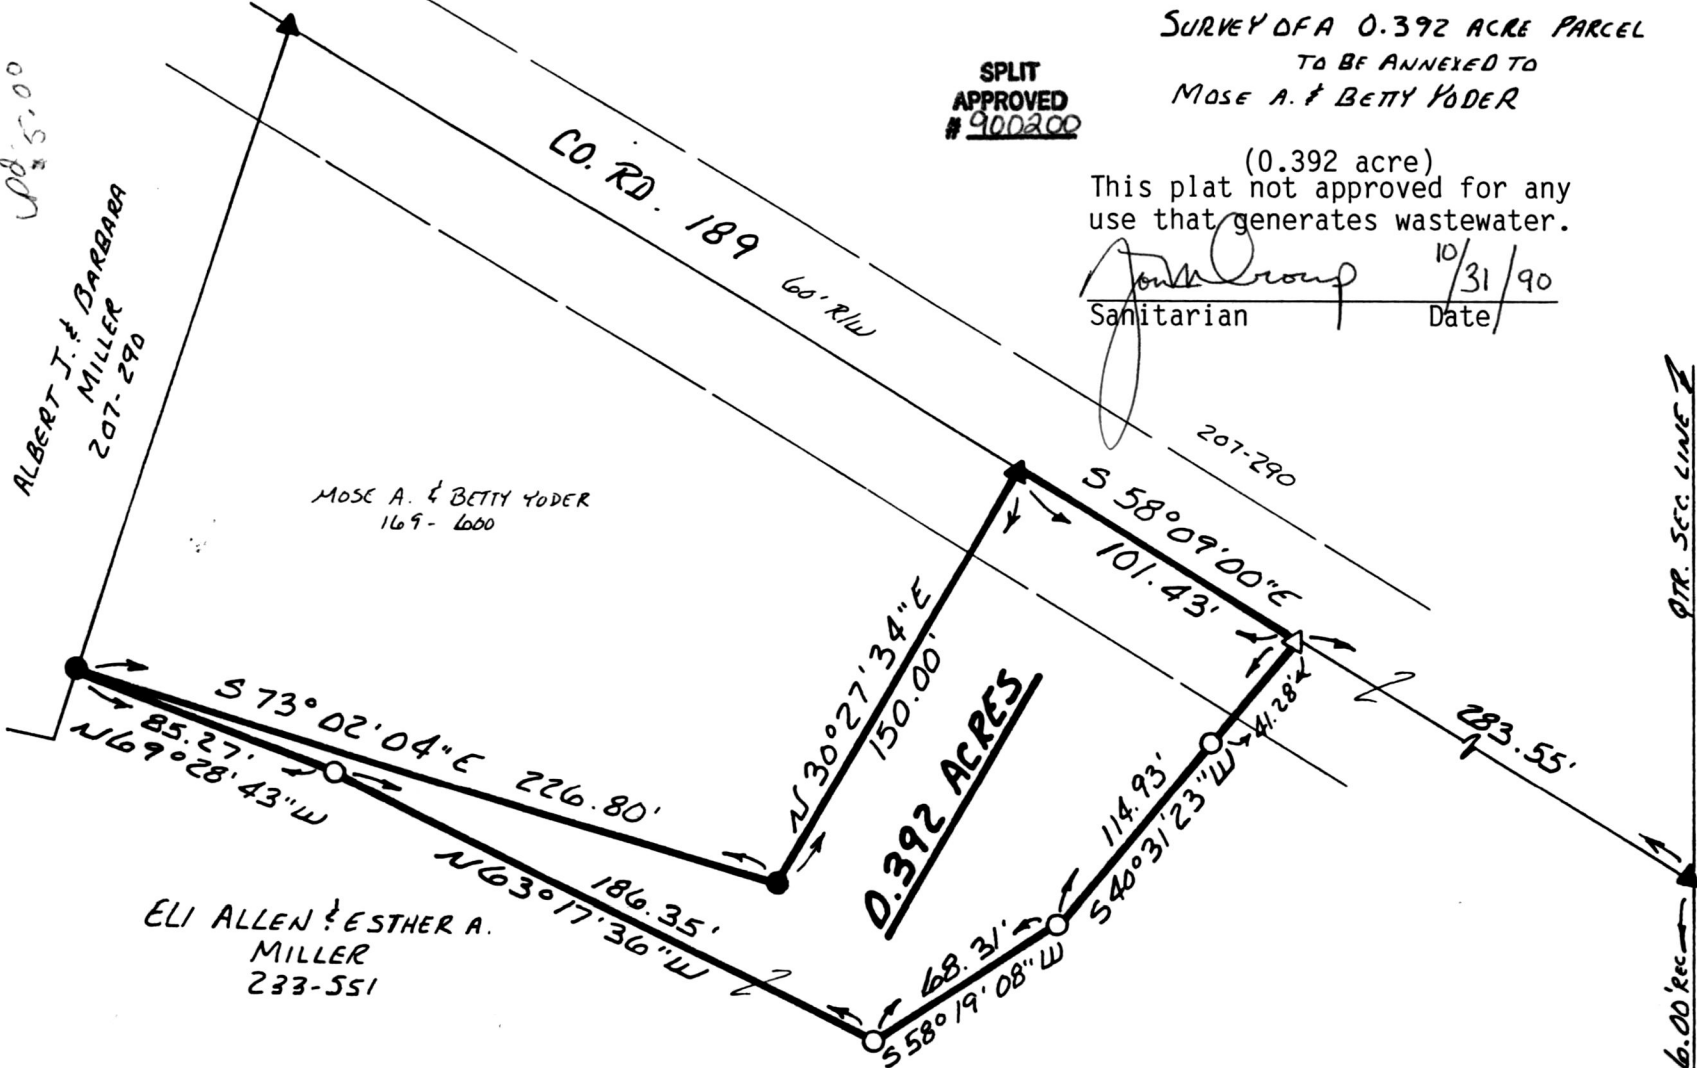 SURVEY OF A 0.392 ACRE PARCEL
TO BE ANNEXED TO
MOSE A. & BETTY YODER
SPLIT
APPROVED
# 900200
(0.392 acre)
This plat not approved for any
use that generates wastewater.
10/31/90
Sanitarian Date
CO. RD. 189 60' R/W
ALBERT J. & BARBARA
MILLER
207-290
MOSE A. & BETTY YODER
169-600
207-290
S 58°09'00"E
101.43'
QTR. SEC. LINE
N 30°27'34"E
150.00'
0.392 ACRES
41.28'
283.55'
S 73°02'04"E 226.80'
85.27'
N69°28'43"W
114.93'
S40°31'23"W
186.35'
N63°17'36"W
68.31'
S58°19'08"W
ELI ALLEN & ESTHER A.
MILLER
233-551
6.00' REC.